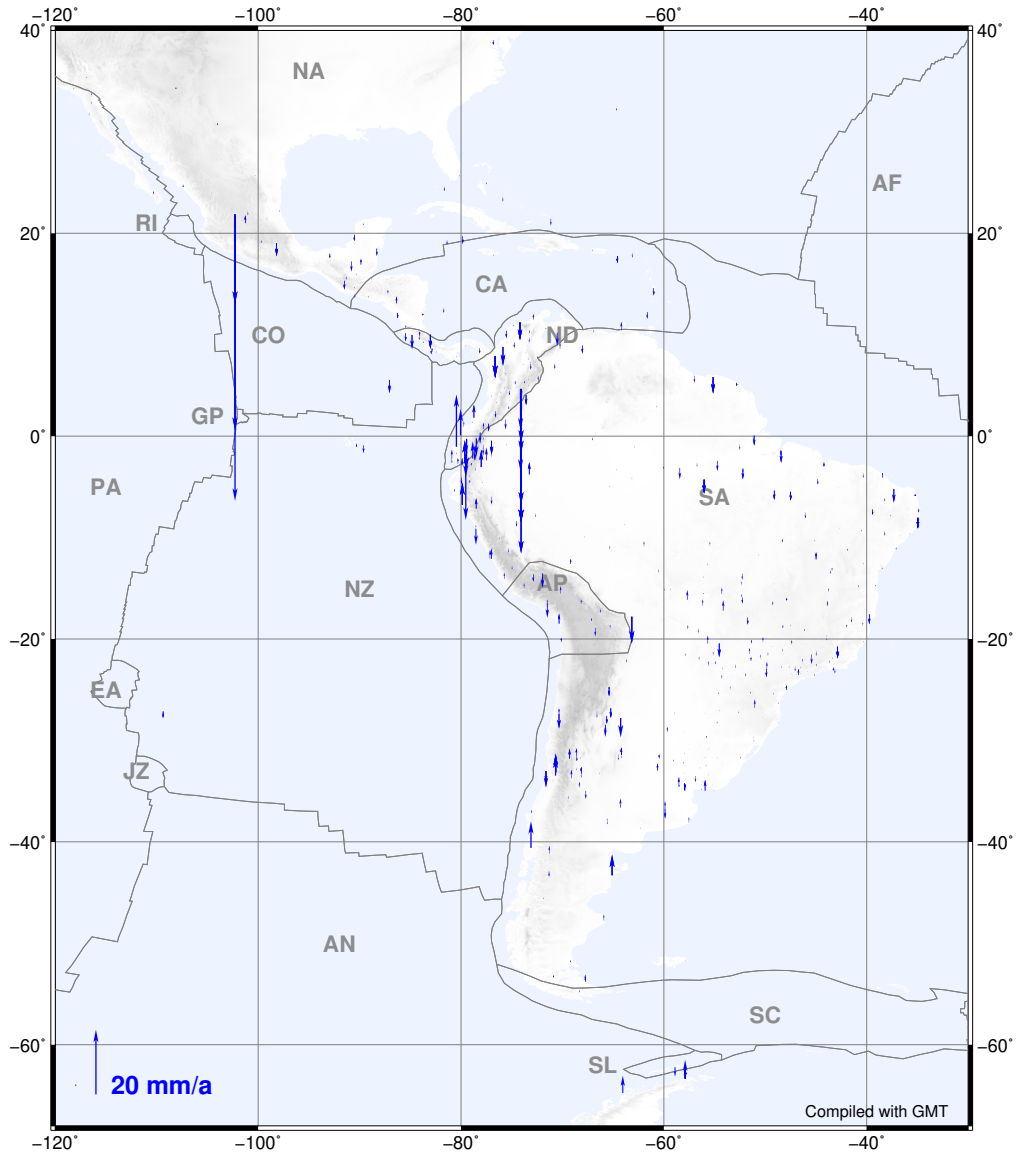 −120˚ −100˚ −80˚ −60˚ −40˚
40˚ 40˚
NA
AF
RI
20˚ 20˚
CA
CO ND
GP
0˚ 0˚
PA SA
NZ AP
−20˚ −20˚
EA
JZ
−40˚ −40˚
AN
SC
−60˚ −60˚
SL
20 mm/a
Compiled with GMT
−120˚ −100˚ −80˚ −60˚ −40˚